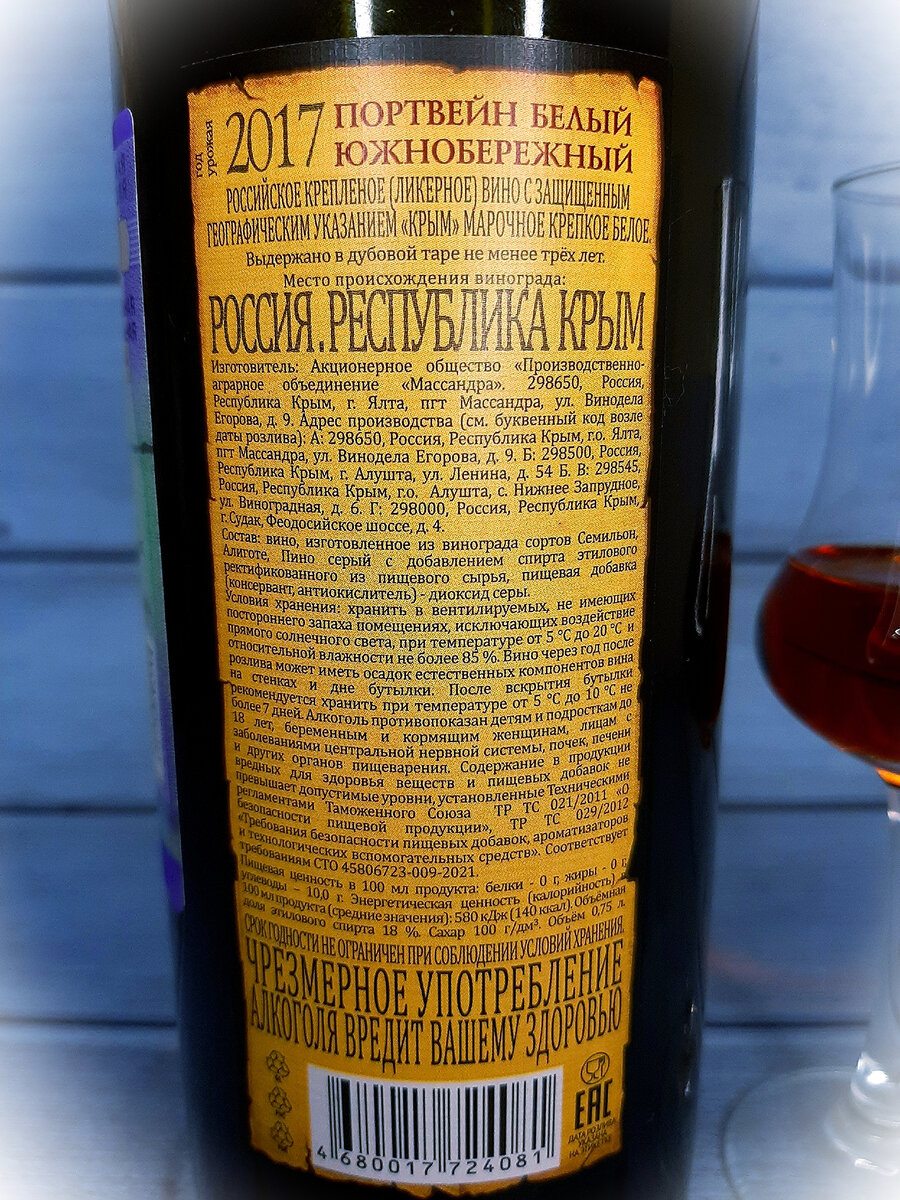 год урожая
2017 ПОРТВЕЙН БЕЛЫЙ
ЮЖНОБЕРЕЖНЫЙ
РОССИЙСКОЕ КРЕПЛЕНОЕ (ЛИКЕРНОЕ) ВИНО С ЗАЩИЩЕННЫМ
ГЕОГРАФИЧЕСКИМ УКАЗАНИЕМ «КРЫМ» МАРОЧНОЕ КРЕПКОЕ БЕЛОЕ.
Выдержано в дубовой таре не менее трёх лет.
Место происхождения винограда:
РОССИЯ. РЕСПУБЛИКА КРЫМ
Изготовитель: Акционерное общество «Производственно-
аграрное объединение «Массандра». 298650, Россия,
Республика Крым, г. Ялта, пгт Массандра, ул. Винодела
Егорова, д. 9. Адрес производства (см. буквенный код возле
даты розлива): А: 298650, Россия, Республика Крым, г.о. Ялта,
пгт Массандра, ул. Винодела Егорова, д. 9. Б: 298500, Россия,
Республика Крым, г. Алушта, ул. Ленина, д. 54 Б. В: 298545,
Россия, Республика Крым, г.о. Алушта, с. Нижнее Запрудное,
ул. Виноградная, д. 6. Г: 298000, Россия, Республика Крым,
г. Судак, Феодосийское шоссе, д. 4.
Состав: вино, изготовленное из винограда сортов Семильон,
Алиготе, Пино серый с добавлением спирта этилового
ректификованного из пищевого сырья, пищевая добавка
(консервант, антиокислитель) - диоксид серы.
Условия хранения: хранить в вентилируемых, не имеющих
постороннего запаха помещениях, исключающих воздействие
прямого солнечного света, при температуре от 5 °С до 20 °С и
относительной влажности не более 85 %. Вино через год после
розлива может иметь осадок естественных компонентов вина
на стенках и дне бутылки. После вскрытия бутылки
рекомендуется хранить при температуре от 5 °С до 10 °С не
более 7 дней. Алкоголь противопоказан детям и подросткам до
18 лет, беременным и кормящим женщинам, лицам с
заболеваниями центральной нервной системы, почек, печени
и других органов пищеварения. Содержание в продукции
вредных для здоровья веществ и пищевых добавок не
превышает допустимые уровни, установленные Техническими
регламентами Таможенного Союза ТР ТС 021/2011 «О
безопасности пищевой продукции», ТР ТС 029/2012
«Требования безопасности пищевых добавок, ароматизаторов
и технологических вспомогательных средств». Соответствует
требованиям СТО 45806723-009-2021.
Пищевая ценность в 100 мл продукта: белки - 0 г, жиры - 0 г,
углеводы – 10,0 г. Энергетическая ценность (калорийность)
100 мл продукта (средние значения): 580 кДж (140 ккал). Объёмная
доля этилового спирта 18 %. Сахар 100 г/дм³. Объём 0,75 л.
СРОК ГОДНОСТИ НЕ ОГРАНИЧЕН ПРИ СОБЛЮДЕНИИ УСЛОВИЙ ХРАНЕНИЯ.
ЧРЕЗМЕРНОЕ УПОТРЕБЛЕНИЕ
АЛКОГОЛЯ ВРЕДИТ ВАШЕМУ ЗДОРОВЬЮ
EAC
ДАТА РОЗЛИВА
УКАЗАНА
НА ЭТИКЕТКЕ
4 680017 724081